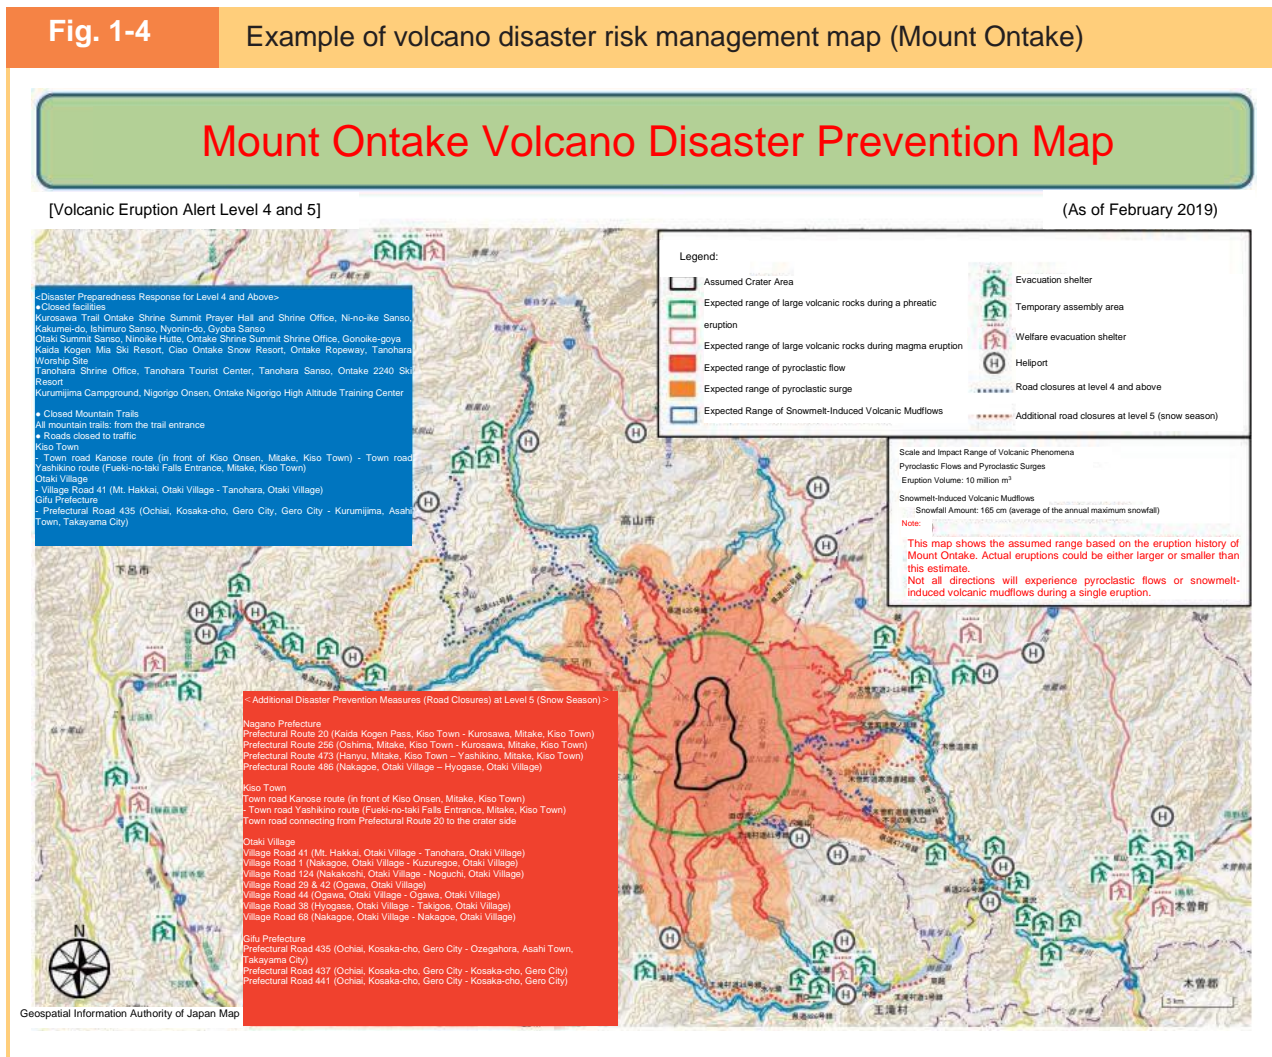 Fig. 1-4
Example of volcano disaster risk management map (Mount Ontake)
Mount Ontake Volcano Disaster Prevention Map
[Volcanic Eruption Alert Level 4 and 5]
(As of February 2019)
<Disaster Preparedness Response for Level 4 and Above>
●Closed facilities
Kurosawa Trail Ontake Shrine Summit Prayer Hall and Shrine Office, Ni-no-ike Sanso,
Kakumei-do, Ishimuro Sanso, Nyonin-do, Gyoba Sanso
Otaki Summit Sanso, Ninoike Hutte, Ontake Shrine Summit Shrine Office, Gonoike-goya
Kaida Kogen Mia Ski Resort, Ciao Ontake Snow Resort, Ontake Ropeway, Tanohara
Worship Site
Tanohara Shrine Office, Tanohara Tourist Center, Tanohara Sanso, Ontake 2240 Ski
Resort
Kurumijima Campground, Nigorigo Onsen, Ontake Nigorigo High Altitude Training Center
● Closed Mountain Trails
All mountain trails: from the trail entrance
● Roads closed to traffic
Kiso Town
- Town road Kanose route (in front of Kiso Onsen, Mitake, Kiso Town) - Town road
Yashikino route (Fueki-no-taki Falls Entrance, Mitake, Kiso Town)
Otaki Village
- Village Road 41 (Mt. Hakkai, Otaki Village - Tanohara, Otaki Village)
Gifu Prefecture
- Prefectural Road 435 (Ochiai, Kosaka-cho, Gero City, Gero City - Kurumijima, Asahi
Town, Takayama City)
Legend:
Assumed Crater Area
Expected range of large volcanic rocks during a phreatic
eruption
Expected range of large volcanic rocks during magma eruption
Expected range of pyroclastic flow
Expected range of pyroclastic surge
Expected Range of Snowmelt-Induced Volcanic Mudflows
Evacuation shelter
Temporary assembly area
Welfare evacuation shelter
H
Heliport
Road closures at level 4 and above
Additional road closures at level 5 (snow season)
Scale and Impact Range of Volcanic Phenomena
Pyroclastic Flows and Pyroclastic Surges
Eruption Volume: 10 million m³
Snowmelt-Induced Volcanic Mudflows
Snowfall Amount: 165 cm (average of the annual maximum snowfall)
Note:
This map shows the assumed range based on the eruption history of
Mount Ontake. Actual eruptions could be either larger or smaller than
this estimate.
Not all directions will experience pyroclastic flows or snowmelt-
induced volcanic mudflows during a single eruption.
高山市
下呂市
下呂市
<Additional Disaster Prevention Measures (Road Closures) at Level 5 (Snow Season)>
Nagano Prefecture
Prefectural Route 20 (Kaida Kogen Pass, Kiso Town - Kurosawa, Mitake, Kiso Town)
Prefectural Route 256 (Oshima, Mitake, Kiso Town - Kurosawa, Mitake, Kiso Town)
Prefectural Route 473 (Hanyu, Mitake, Kiso Town – Yashikino, Mitake, Kiso Town)
Prefectural Route 486 (Nakagoe, Otaki Village – Hyogase, Otaki Village)
Kiso Town
Town road Kanose route (in front of Kiso Onsen, Mitake, Kiso Town)
- Town road Yashikino route (Fueki-no-taki Falls Entrance, Mitake, Kiso Town)
Town road connecting from Prefectural Route 20 to the crater side
Otaki Village
Village Road 41 (Mt. Hakkai, Otaki Village - Tanohara, Otaki Village)
Village Road 1 (Nakagoe, Otaki Village - Kuzuregoe, Otaki Village)
Village Road 124 (Nakakoshi, Otaki Village - Noguchi, Otaki Village)
Village Road 29 & 42 (Ogawa, Otaki Village)
Village Road 44 (Ogawa, Otaki Village - Ogawa, Otaki Village)
Village Road 38 (Hyogase, Otaki Village - Takigoe, Otaki Village)
Village Road 68 (Nakagoe, Otaki Village - Nakagoe, Otaki Village)
Gifu Prefecture
Prefectural Road 435 (Ochiai, Kosaka-cho, Gero City - Ozegahora, Asahi Town,
Takayama City)
Prefectural Road 437 (Ochiai, Kosaka-cho, Gero City - Kosaka-cho, Gero City)
Prefectural Road 441 (Ochiai, Kosaka-cho, Gero City - Kosaka-cho, Gero City)
木曽町
木曽郡
木曽郡
王滝村
5 km
N
Geospatial Information Authority of Japan Map